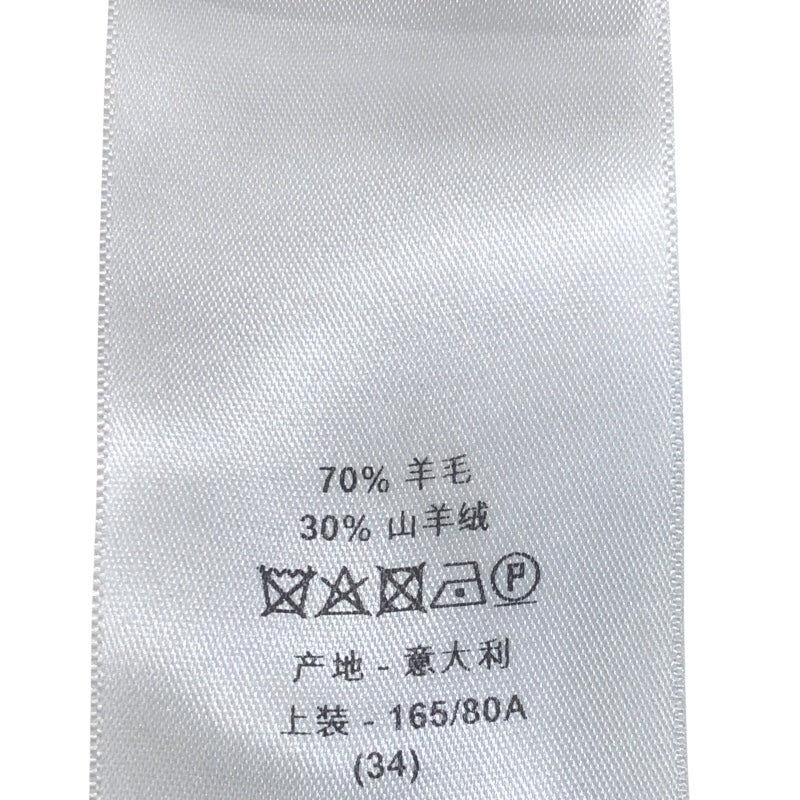 70% 羊毛
30% 山羊绒
P
产地 - 意大利
上装 - 165/80A
(34)